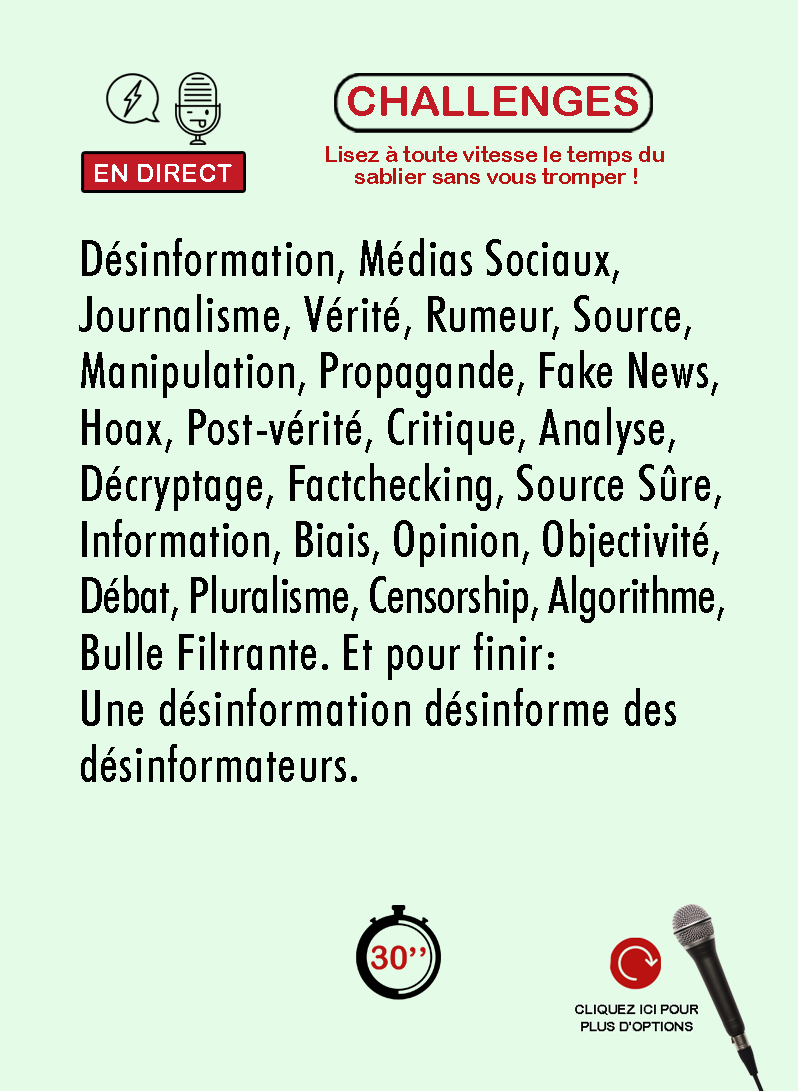 EN DIRECT
CHALLENGES
Lisez à toute vitesse le temps du
sablier sans vous tromper !
Désinformation, Médias Sociaux,
Journalisme, Vérité, Rumeur, Source,
Manipulation, Propagande, Fake News,
Hoax, Post-vérité, Critique, Analyse,
Décryptage, Factchecking, Source Sûre,
Information, Biais, Opinion, Objectivité,
Débat, Pluralisme, Censorship, Algorithme,
Bulle Filtrante. Et pour finir:
Une désinformation désinforme des
désinformateurs.
30’’
CLIQUEZ ICI POUR
PLUS D'OPTIONS